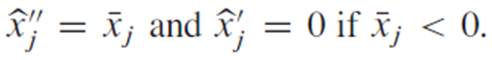 x̂″ⱼ = x̄ⱼ and x̂′ⱼ = 0 if x̄ⱼ < 0.